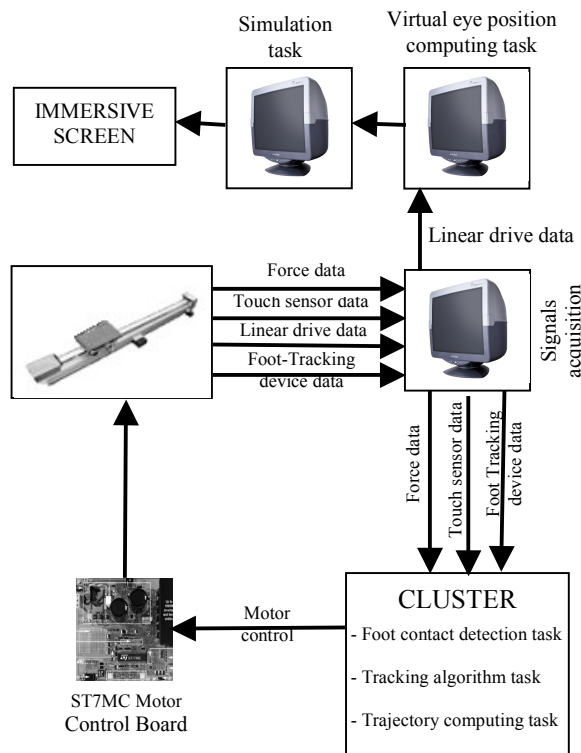 Simulation
task
Virtual eye position
computing task
IMMERSIVE
SCREEN
Linear drive data
Force data
Touch sensor data
Linear drive data
Foot-Tracking
device data
Signals
acquisition
Force data
Touch sensor data
Foot Tracking
device data
Motor
control
ST7MC Motor
Control Board
CLUSTER
- Foot contact detection task
- Tracking algorithm task
- Trajectory computing task